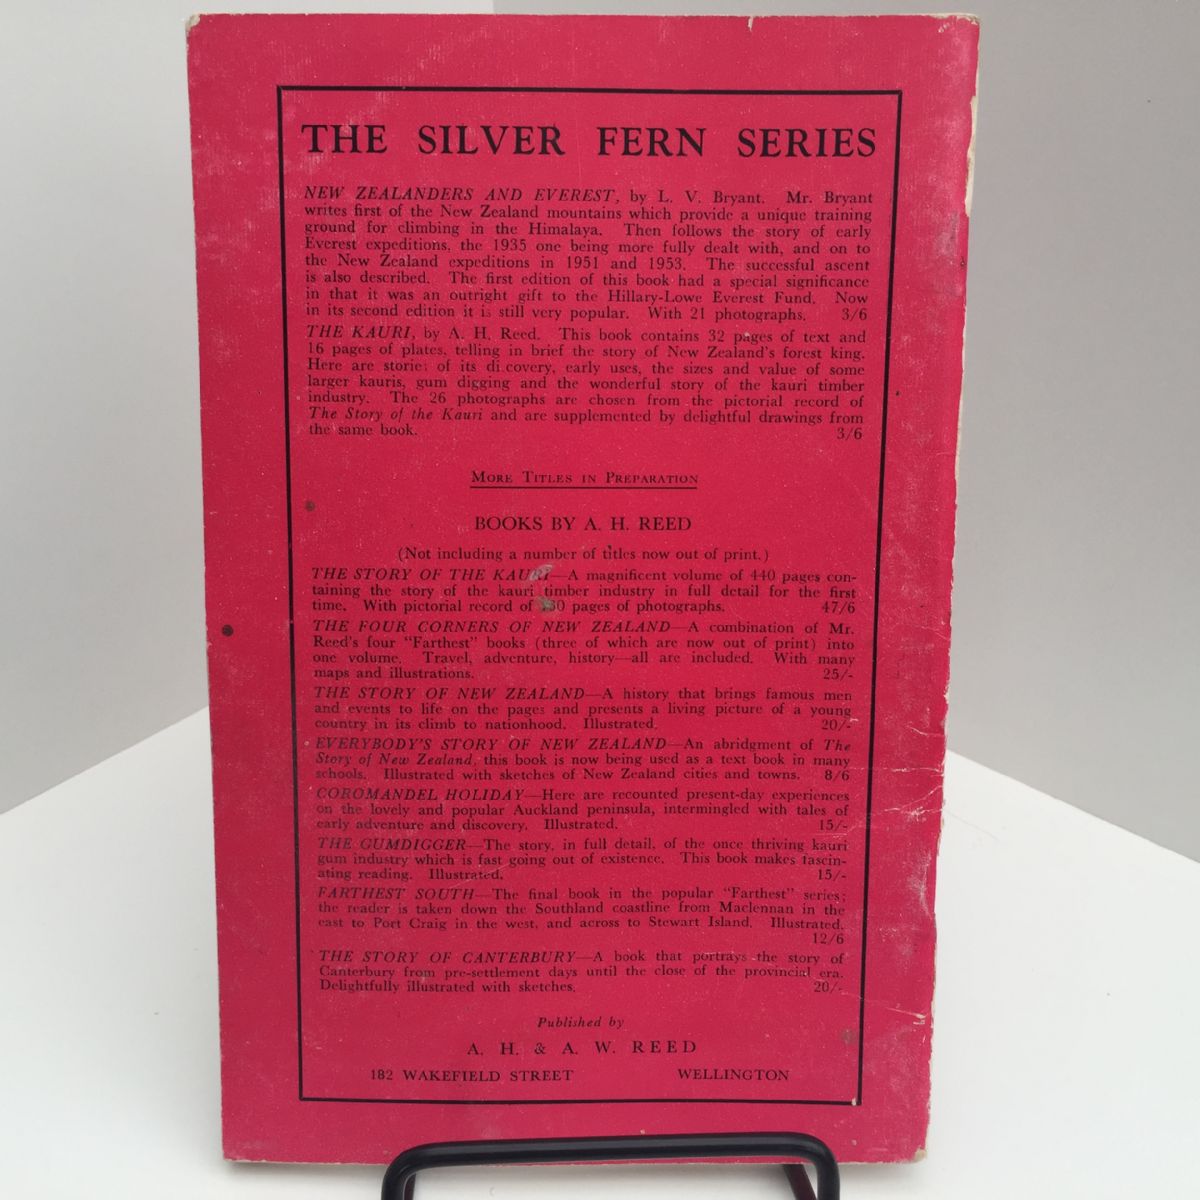 THE SILVER FERN SERIES
NEW ZEALANDERS AND EVEREST, by L. V. Bryant. Mr. Bryant
writes first of the New Zealand mountains which provide a unique training
ground for climbing in the Himalaya. Then follows the story of early
Everest expeditions, the 1935 one being more fully dealt with, and on to
the New Zealand expeditions in 1951 and 1953. The successful ascent
is also described. The first edition of this book had a special significance
in that it was an outright gift to the Hillary-Lowe Everest Fund. Now
in its second edition it is still very popular. With 21 photographs. 3/6
THE KAURI, by A. H. Reed. This book contains 32 pages of text and
16 pages of plates, telling in brief the story of New Zealand's forest king.
Here are stories of its di covery, early uses, the sizes and value of some
larger kauris, gum digging and the wonderful story of the kauri timber
industry. The 26 photographs are chosen from the pictorial record of
The Story of the Kauri and are supplemented by delightful drawings from
the same book. 3/6
MORE TITLES IN PREPARATION
BOOKS BY A. H. REED
(Not including a number of titles now out of print.)
THE STORY OF THE KAURI—A magnificent volume of 440 pages con-
taining the story of the kauri timber industry in full detail for the first
time. With pictorial record of pages of photographs. 47/6
THE FOUR CORNERS OF NEW ZEALAND—A combination of Mr.
Reed's four "Farthest" books (three of which are now out of print) into
one volume. Travel, adventure, history—all are included. With many
maps and illustrations. 25/-
THE STORY OF NEW ZEALAND—A history that brings famous men
and events to life on the pages and presents a living picture of a young
country in its climb to nationhood. Illustrated. 20/-
EVERYBODY'S STORY OF NEW ZEALAND—An abridgment of The
Story of New Zealand, this book is now being used as a text book in many
schools. Illustrated with sketches of New Zealand cities and towns. 8/6
COROMANDEL HOLIDAY—Here are recounted present-day experiences
on the lovely and popular Auckland peninsula, intermingled with tales of
early adventure and discovery. Illustrated. 15/-
THE GUMDIGGER—The story, in full detail, of the once thriving kauri
gum industry which is fast going out of existence. This book makes fascin-
ating reading. Illustrated. 15/-
FARTHEST SOUTH—The final book in the popular "Farthest" series;
the reader is taken down the Southland coastline from Maclennan in the
east to Port Craig in the west, and across to Stewart Island. Illustrated.
12/6
THE STORY OF CANTERBURY—A book that portrays the story of
Canterbury from pre-settlement days until the close of the provincial era.
Delightfully illustrated with sketches. 20/-
Published by
A. H. & A. W. REED
182 WAKEFIELD STREET WELLINGTON